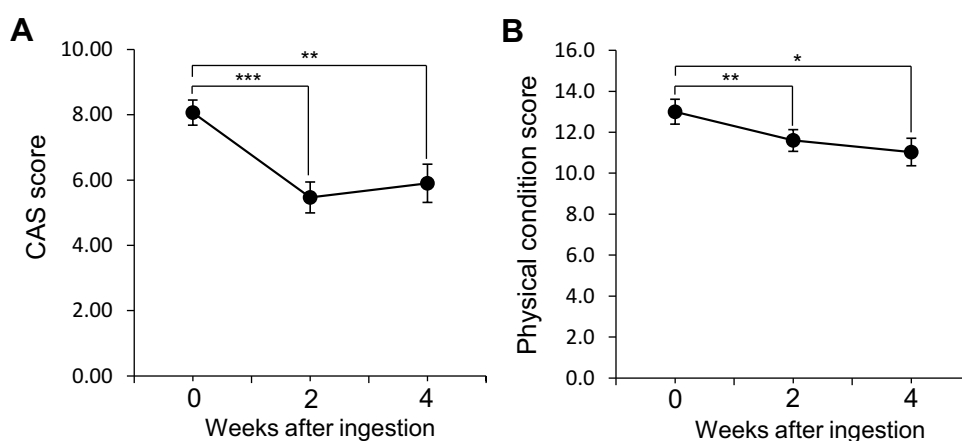 A
CAS score
10.00
8.00
6.00
4.00
2.00
0.00
**
***
0 2 4
Weeks after ingestion
B
Physical condition score
16.0
14.0
12.0
10.0
8.0
6.0
4.0
2.0
0.0
*
**
0 2 4
Weeks after ingestion